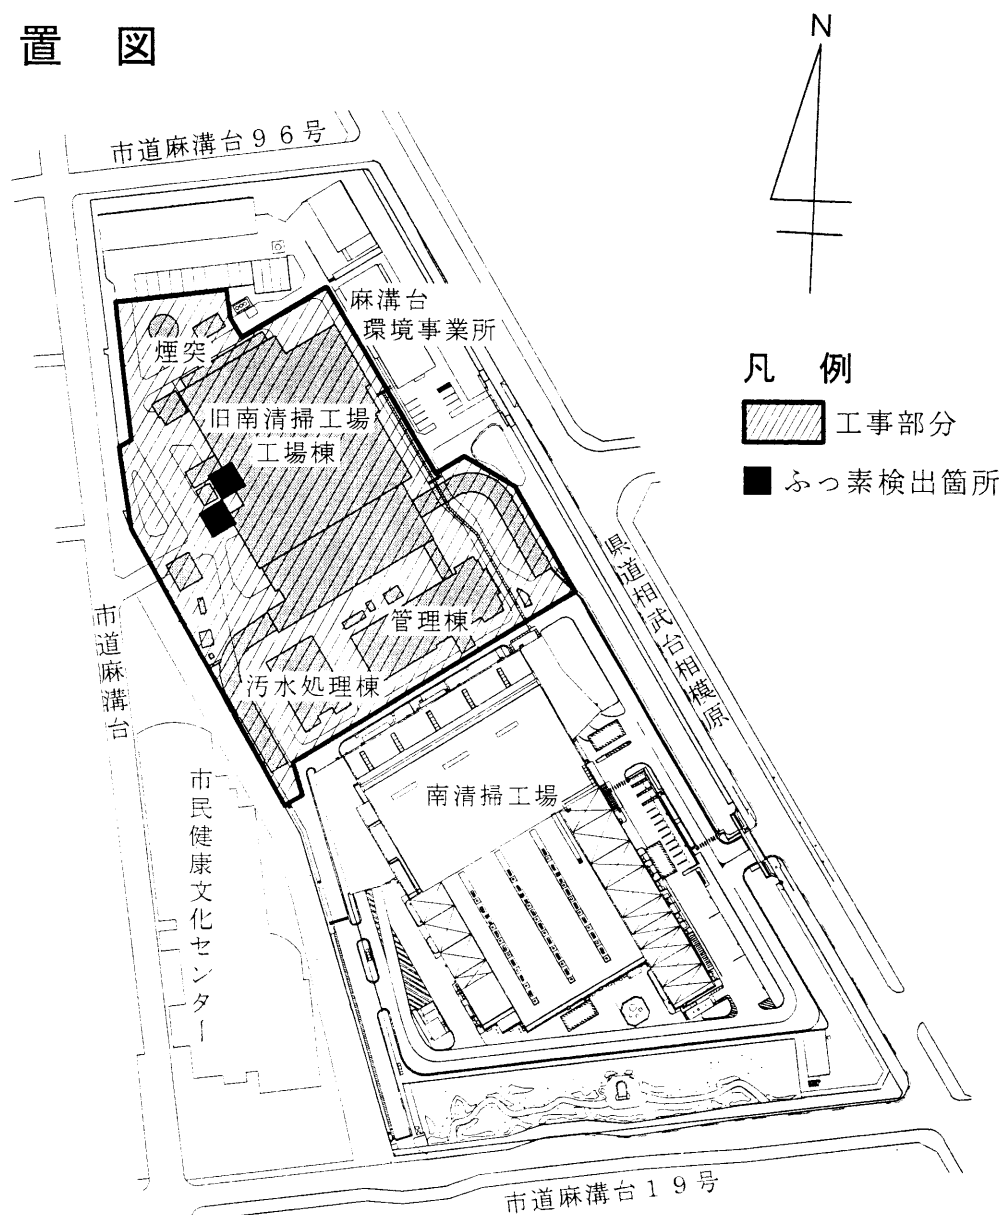 置 図
N
市道麻溝台96号
麻溝台
環境事業所
煙突
凡 例
旧南清掃工場
工場棟
工事部分
ふっ素検出箇所
県道相武台相模原
管理棟
市道麻溝台
汚水処理棟
南清掃工場
市民健康文化センター
市道麻溝台19号